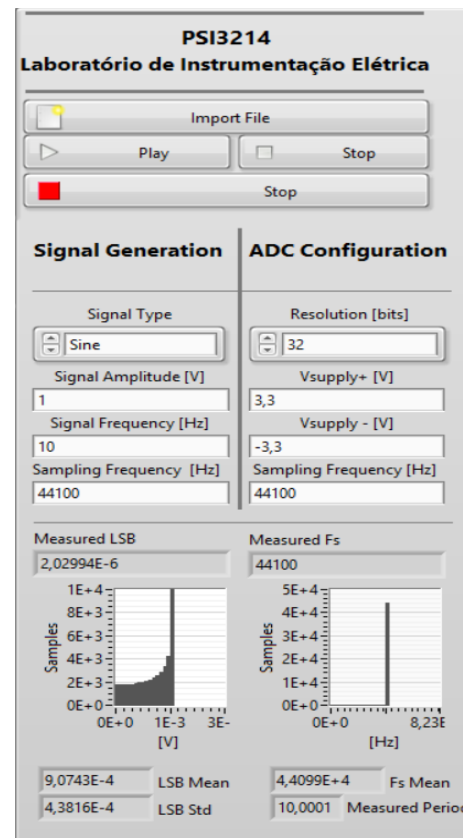 PSI3214
Laboratório de Instrumentação Elétrica
Import File
Play
Stop
Stop
Signal Generation
ADC Configuration
Signal Type
Resolution [bits]
Sine
32
Signal Amplitude [V]
Vsupply+ [V]
1
3,3
Signal Frequency [Hz]
Vsupply - [V]
10
-3,3
Sampling Frequency [Hz]
Sampling Frequency [Hz]
44100
44100
Measured LSB
Measured Fs
2,02994E-6
44100
1E+4
8E+3
6E+3
4E+3
2E+3
0E+0
Samples
0E+0 1E-3 3E-
[V]
5E+4
4E+4
3E+4
2E+4
1E+4
0E+0
Samples
0E+0 8,23E
[Hz]
9,0743E-4 LSB Mean
4,4099E+4 Fs Mean
4,3816E-4 LSB Std
10,0001 Measured Perio